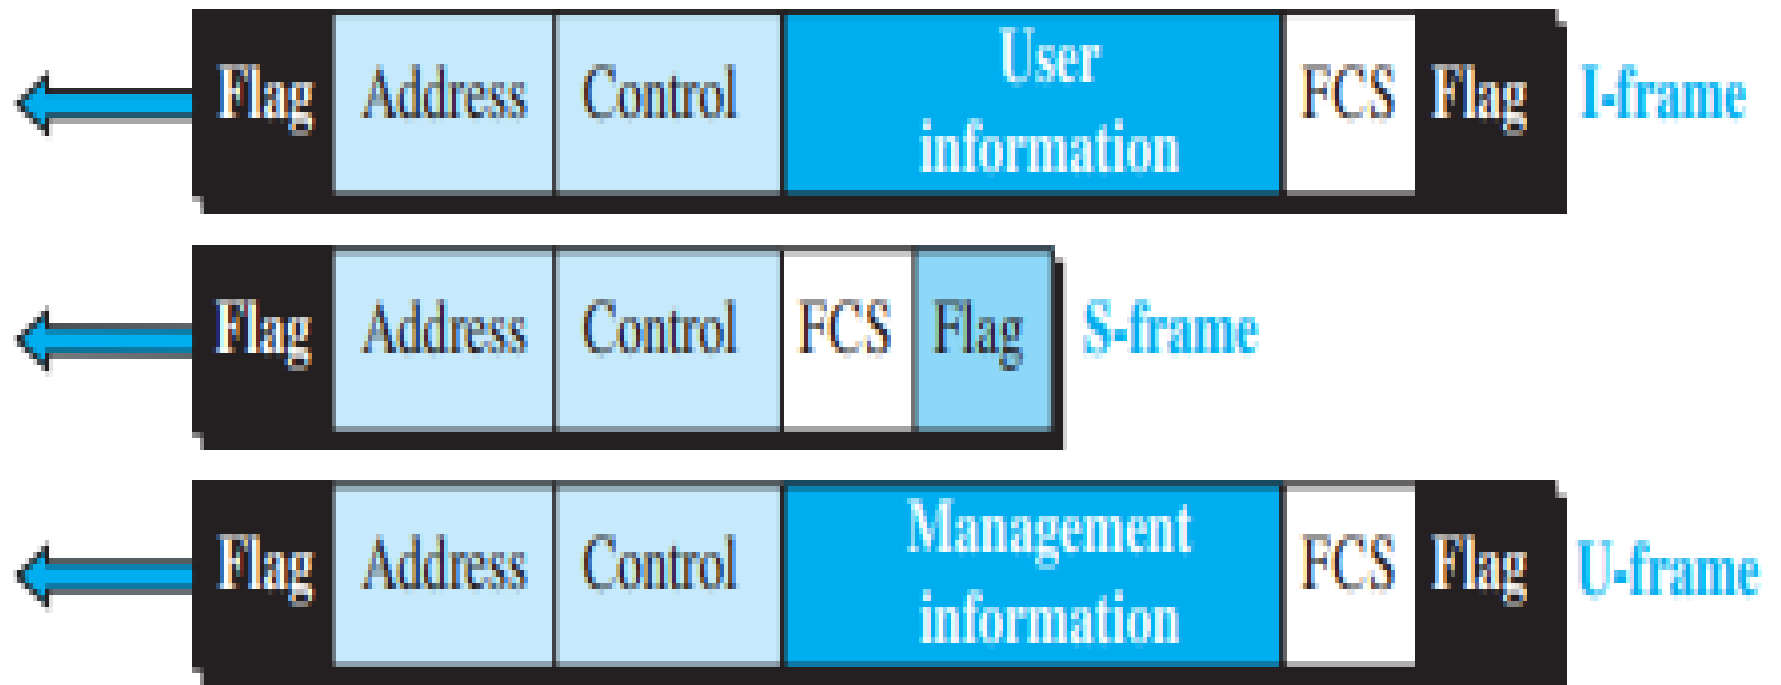 Flag Address Control User information FCS Flag I-frame
Flag Address Control FCS Flag S-frame
Flag Address Control Management information FCS Flag U-frame